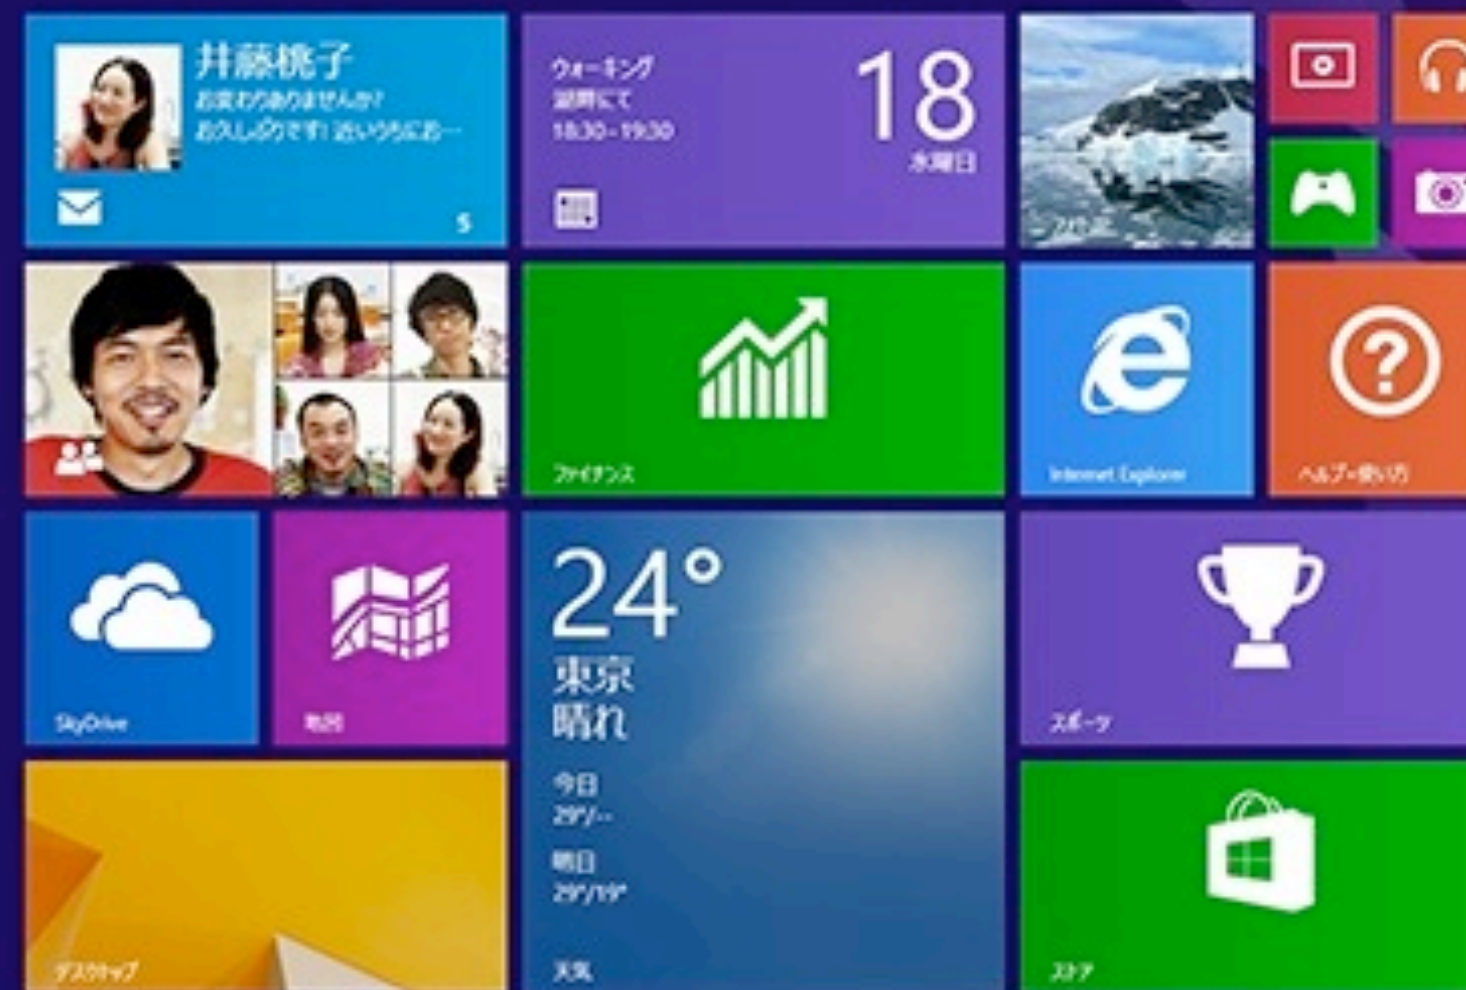 井藤桃子
お変わりありませんか?
お久しぶりです! 近いうちにお…
5
ウォーキング
湖畔にて
18:30-19:30
18
水曜日
ファイナンス
Internet Explorer
ヘルプ+使い方
SkyDrive
地図
24°
東京
晴れ
今日
29°/--
明日
29°/19°
天気
スポーツ
デスクトップ
ストア